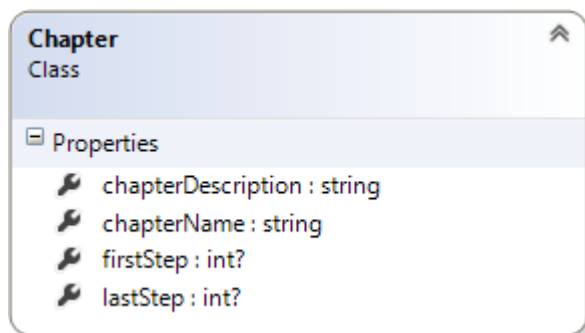 Chapter
Class
Properties
chapterDescription : string
chapterName : string
firstStep : int?
lastStep : int?